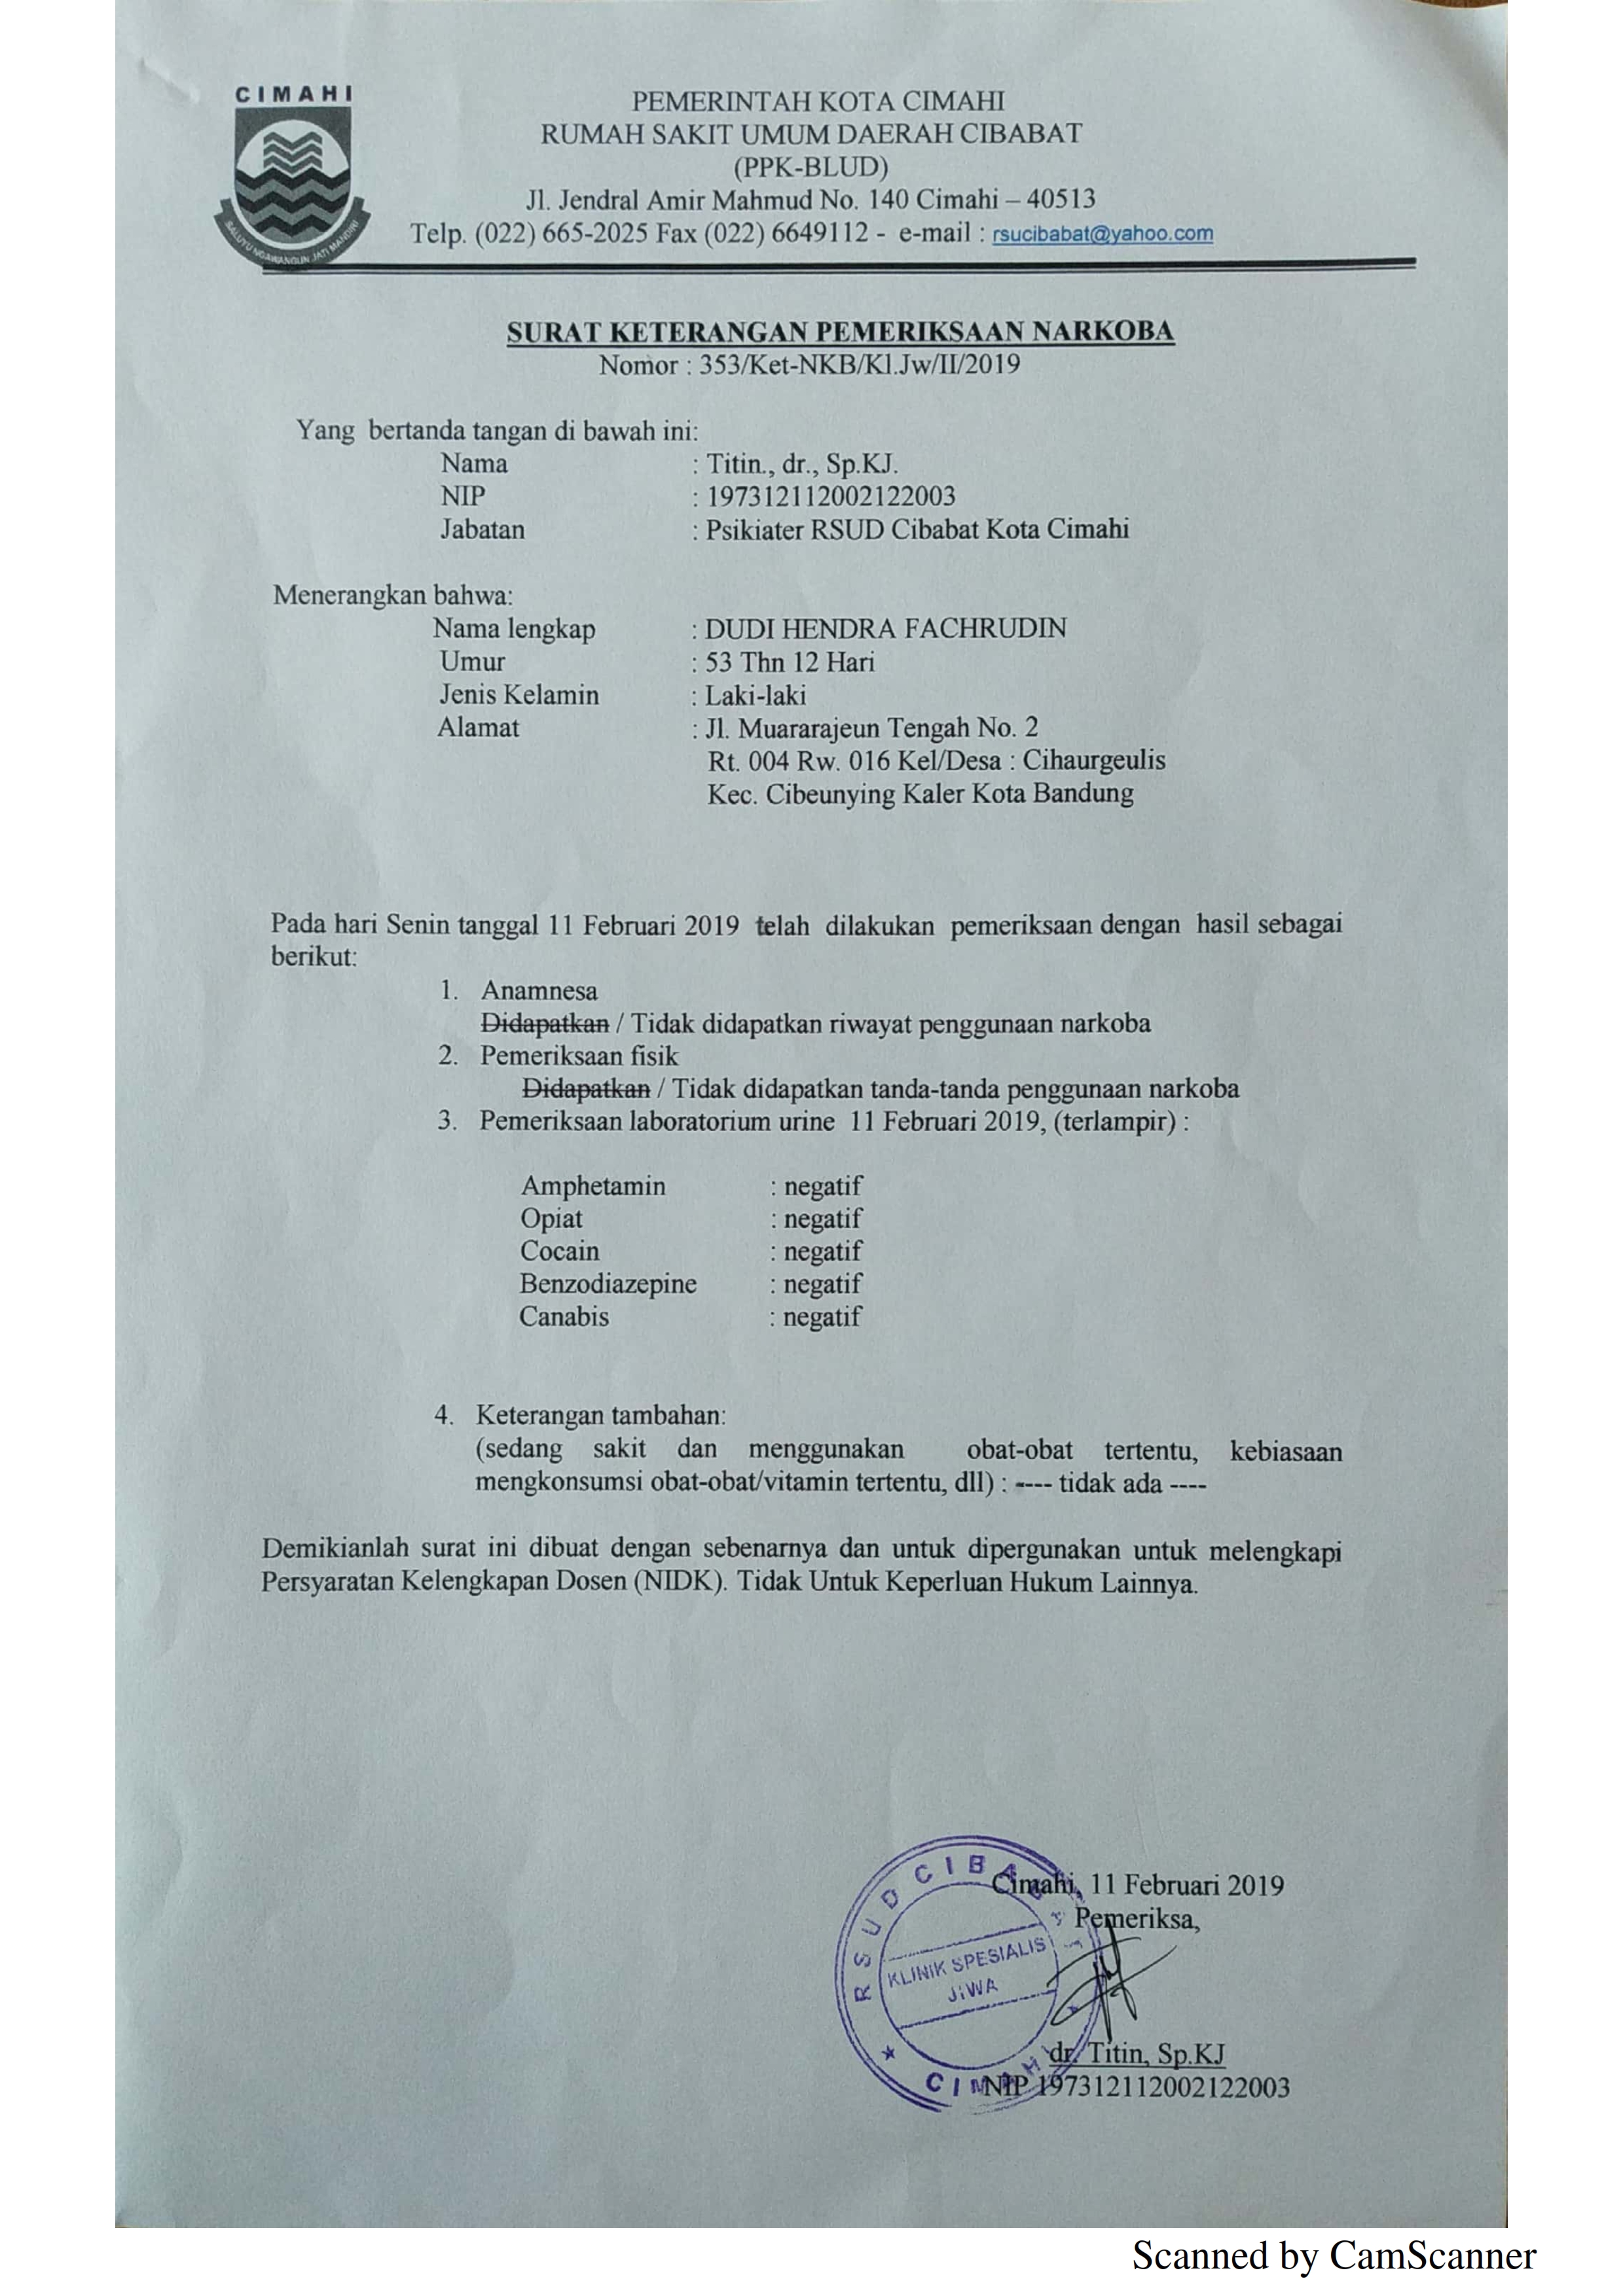 CIMAHI
SALUYU NGAWANGUN JATI MANDIRI
PEMERINTAH KOTA CIMAHI
RUMAH SAKIT UMUM DAERAH CIBABAT
(PPK-BLUD)
Jl. Jendral Amir Mahmud No. 140 Cimahi – 40513
Telp. (022) 665-2025 Fax (022) 6649112 - e-mail : rsucibabat@yahoo.com
SURAT KETERANGAN PEMERIKSAAN NARKOBA
Nomor : 353/Ket-NKB/Kl.Jw/II/2019
Yang bertanda tangan di bawah ini:
Nama : Titin., dr., Sp.KJ.
NIP : 197312112002122003
Jabatan : Psikiater RSUD Cibabat Kota Cimahi
Menerangkan bahwa:
Nama lengkap : DUDI HENDRA FACHRUDIN
Umur : 53 Thn 12 Hari
Jenis Kelamin : Laki-laki
Alamat : Jl. Muararajeun Tengah No. 2
Rt. 004 Rw. 016 Kel/Desa : Cihaurgeulis
Kec. Cibeunying Kaler Kota Bandung
Pada hari Senin tanggal 11 Februari 2019 telah dilakukan pemeriksaan dengan hasil sebagai
berikut:
1. Anamnesa
Didapatkan / Tidak didapatkan riwayat penggunaan narkoba
2. Pemeriksaan fisik
Didapatkan / Tidak didapatkan tanda-tanda penggunaan narkoba
3. Pemeriksaan laboratorium urine 11 Februari 2019, (terlampir) :
Amphetamin : negatif
Opiat : negatif
Cocain : negatif
Benzodiazepine : negatif
Canabis : negatif
4. Keterangan tambahan:
(sedang sakit dan menggunakan obat-obat tertentu, kebiasaan
mengkonsumsi obat-obat/vitamin tertentu, dll) : ---- tidak ada ----
Demikianlah surat ini dibuat dengan sebenarnya dan untuk dipergunakan untuk melengkapi
Persyaratan Kelengkapan Dosen (NIDK). Tidak Untuk Keperluan Hukum Lainnya.
Cimahi, 11 Februari 2019
Pemeriksa,
RSUD CIBABAT
KLINIK SPESIALIS
JIWA
CIMAHI
dr. Titin, Sp.KJ
NIP 197312112002122003
Scanned by CamScanner